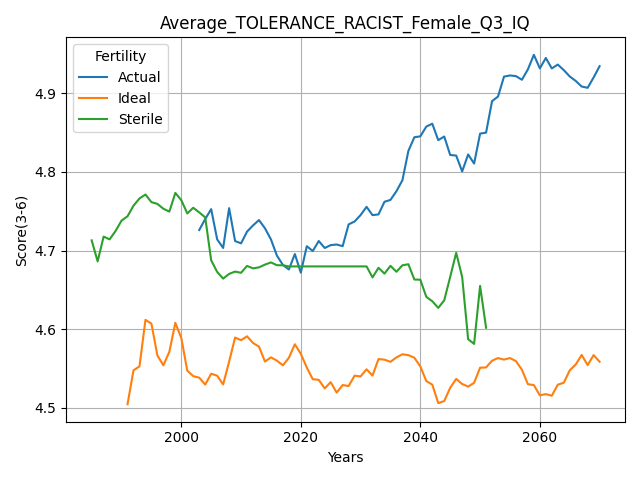 Average_TOLERANCE_RACIST_Female_Q3_IQ
Fertility
Actual
Ideal
Sterile
Score(3-6)
4.9
4.8
4.7
4.6
4.5
2000
2020
2040
2060
Years